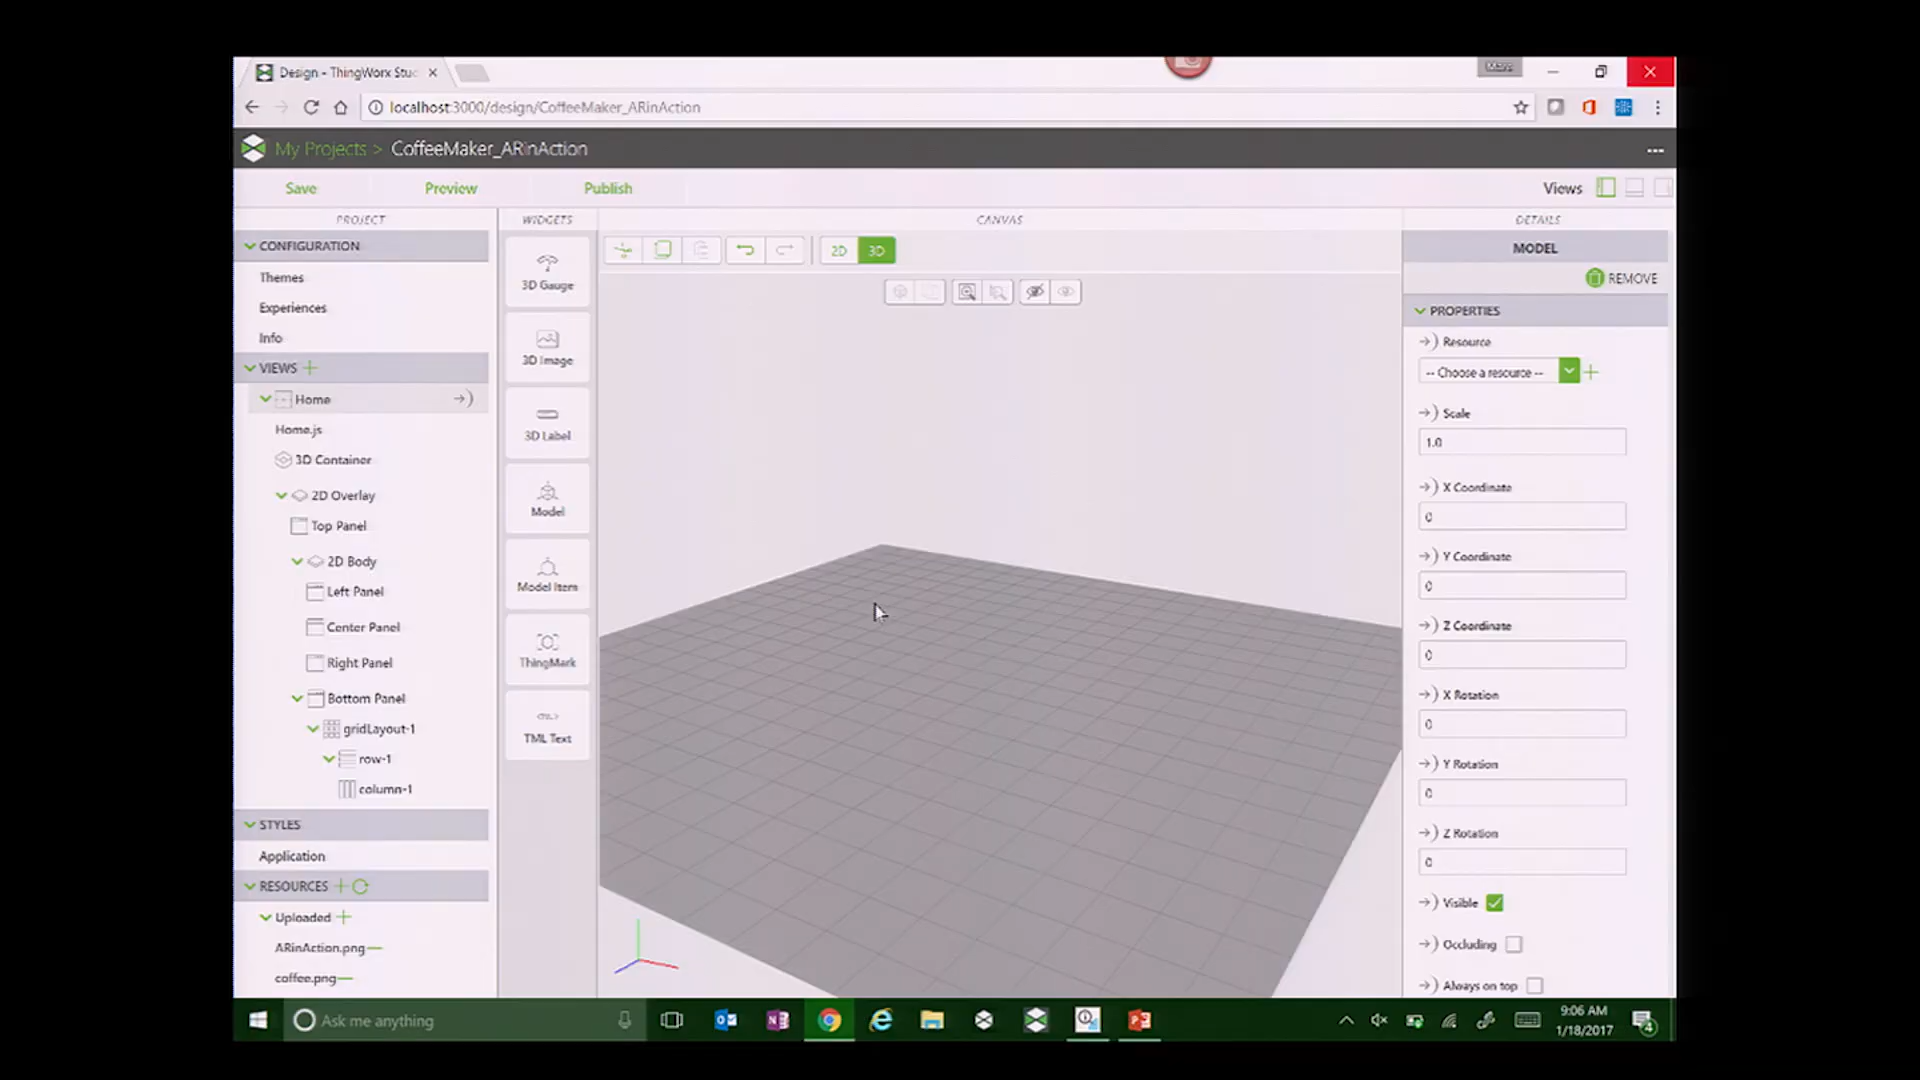 Design - ThingWorx Stuc
localhost:3000/design/CoffeeMaker_ARinAction
My Projects > CoffeeMaker_ARinAction
Save Preview Publish Views
PROJECT WIDGETS CANVAS DETAILS
CONFIGURATION
Themes
Experiences
Info
VIEWS
Home
Home.js
3D Container
2D Overlay
Top Panel
2D Body
Left Panel
Center Panel
Right Panel
Bottom Panel
gridLayout-1
row-1
column-1
STYLES
Application
RESOURCES
Uploaded
ARinAction.png
coffee.png
3D Gauge
3D Image
3D Label
Model
Model Item
ThingMark
TML Text
2D 3D
MODEL
REMOVE
PROPERTIES
Resource
-- Choose a resource --
Scale
1.0
X Coordinate
0
Y Coordinate
0
Z Coordinate
0
X Rotation
0
Y Rotation
0
Z Rotation
0
Visible
Occluding
Always on top
Ask me anything
9:06 AM
1/18/2017
4